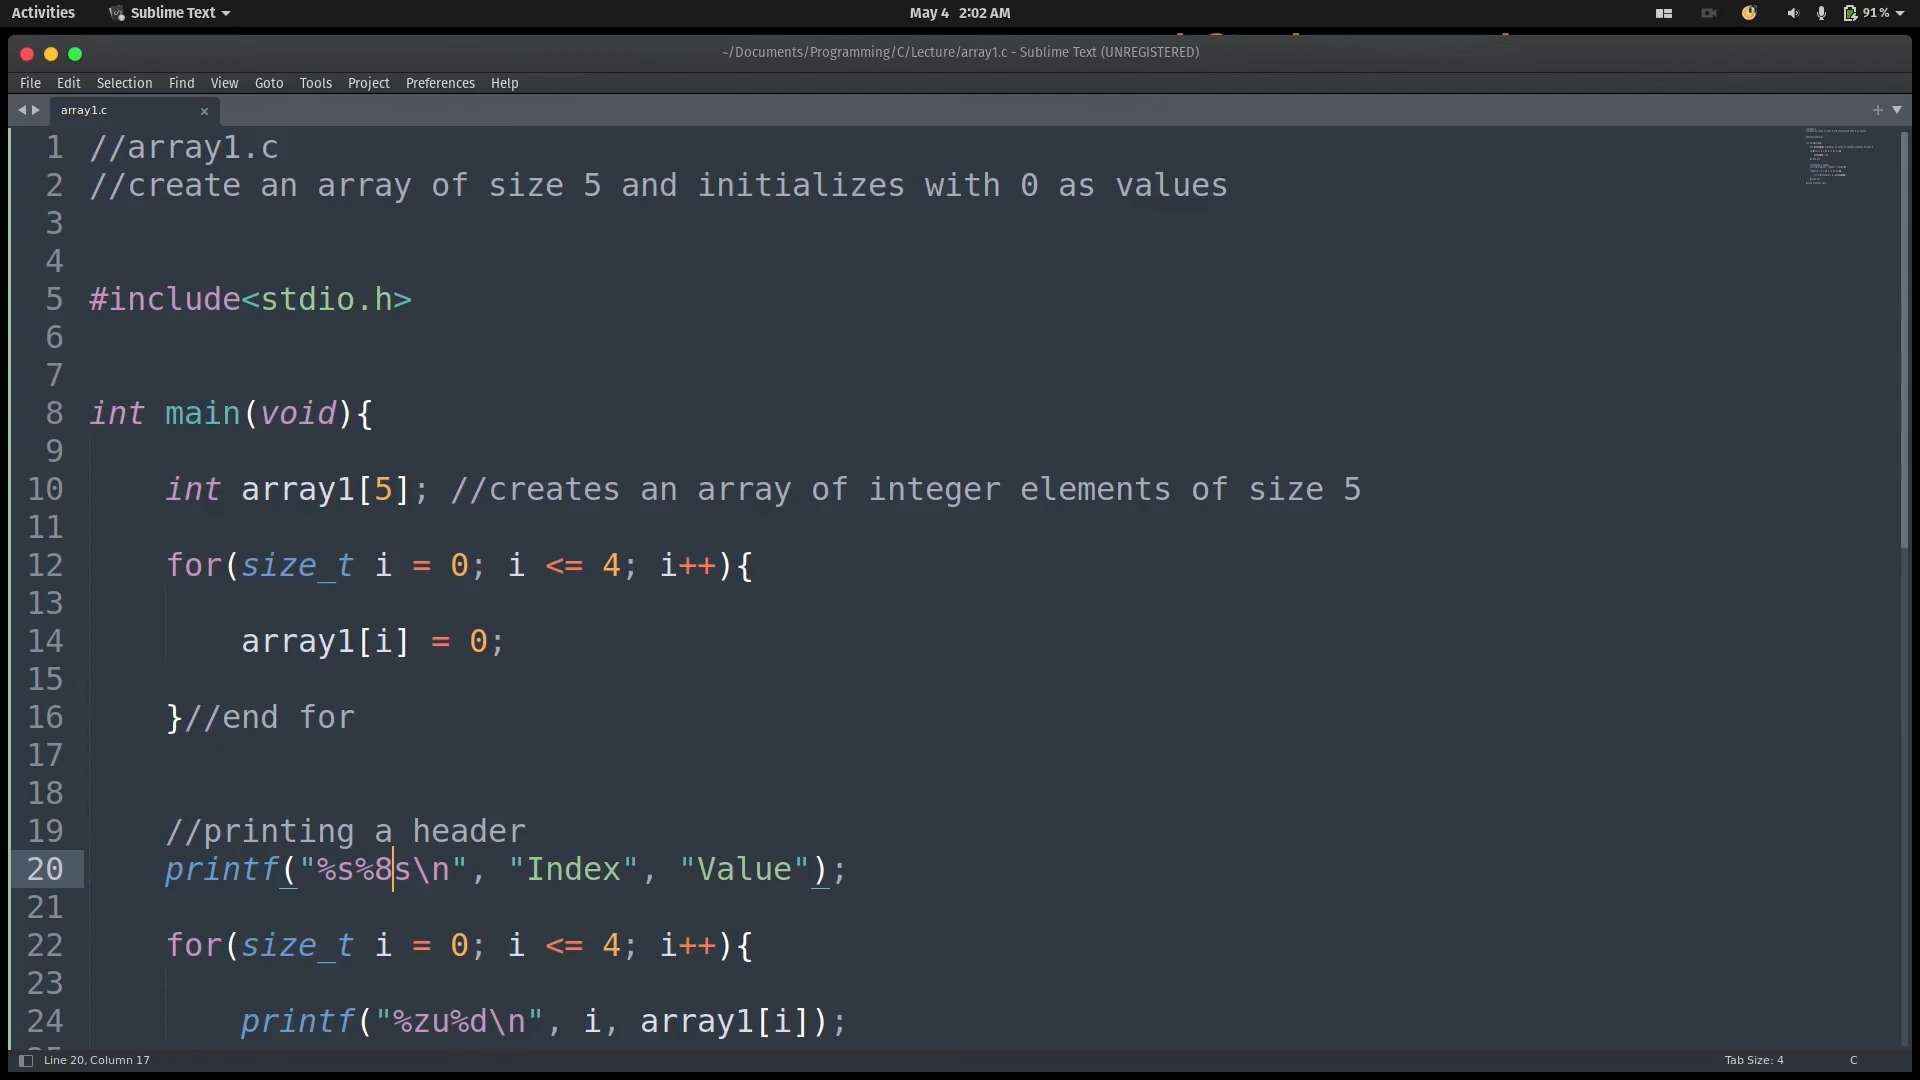 Activities Sublime Text May 4 2:02 AM 91 %
~/Documents/Programming/C/Lecture/array1.c - Sublime Text (UNREGISTERED)
File Edit Selection Find View Goto Tools Project Preferences Help
array1.c
1 //array1.c
2 //create an array of size 5 and initializes with 0 as values
3
4
5 #include<stdio.h>
6
7
8 int main(void){
9
10 int array1[5]; //creates an array of integer elements of size 5
11
12 for(size_t i = 0; i <= 4; i++){
13
14 array1[i] = 0;
15
16 }//end for
17
18
19 //printing a header
20 printf("%s%8s\n", "Index", "Value");
21
22 for(size_t i = 0; i <= 4; i++){
23
24 printf("%zu%d\n", i, array1[i]);
Line 20, Column 17 Tab Size: 4 C